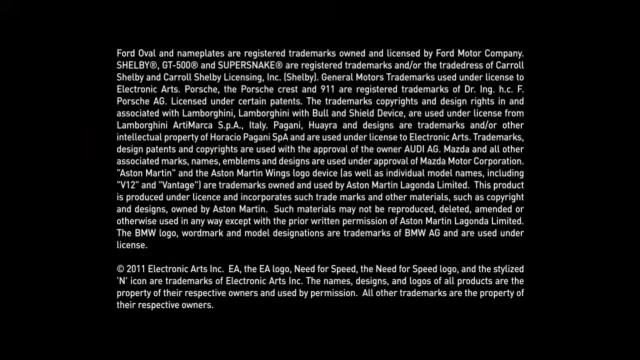 Ford Oval and nameplates are registered trademarks owned and licensed by Ford Motor Company.
SHELBY®, GT-500® and SUPERSNAKE® are registered trademarks and/or the tradedress of Carroll
Shelby and Carroll Shelby Licensing, Inc. (Shelby). General Motors Trademarks used under license to
Electronic Arts. Porsche, the Porsche crest and 911 are registered trademarks of Dr. Ing. h.c. F.
Porsche AG. Licensed under certain patents. The trademarks copyrights and design rights in and
associated with Lamborghini, Lamborghini with Bull and Shield Device, are used under license from
Lamborghini ArtiMarca S.p.A., Italy. Pagani, Huayra and designs are trademarks and/or other
intellectual property of Horacio Pagani SpA and are used under license to Electronic Arts. Trademarks,
design patents and copyrights are used with the approval of the owner AUDI AG. Mazda and all other
associated marks, names, emblems and designs are used under approval of Mazda Motor Corporation.
"Aston Martin" and the Aston Martin Wings logo device (as well as individual model names, including
"V12" and "Vantage") are trademarks owned and used by Aston Martin Lagonda Limited. This product
is produced under licence and incorporates such trade marks and other materials, such as copyright
and designs, owned by Aston Martin. Such materials may not be reproduced, deleted, amended or
otherwise used in any way except with the prior written permission of Aston Martin Lagonda Limited.
The BMW logo, wordmark and model designations are trademarks of BMW AG and are used under
license.
© 2011 Electronic Arts Inc. EA, the EA logo, Need for Speed, the Need for Speed logo, and the stylized
'N' icon are trademarks of Electronic Arts Inc. The names, designs, and logos of all products are the
property of their respective owners and used by permission. All other trademarks are the property of
their respective owners.